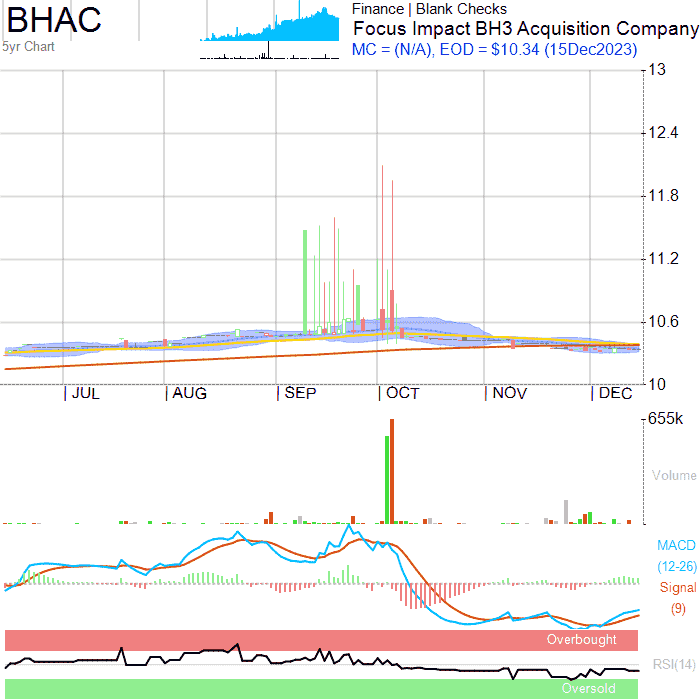 BHAC
5yr Chart
Finance | Blank Checks
Focus Impact BH3 Acquisition Company
MC = (N/A), EOD = $10.34 (15Dec2023)
13
12.4
11.8
11.2
10.6
10
JUL AUG SEP OCT NOV DEC
655k
Volume
MACD
(12-26)
Signal
(9)
Overbought
RSI(14)
Oversold